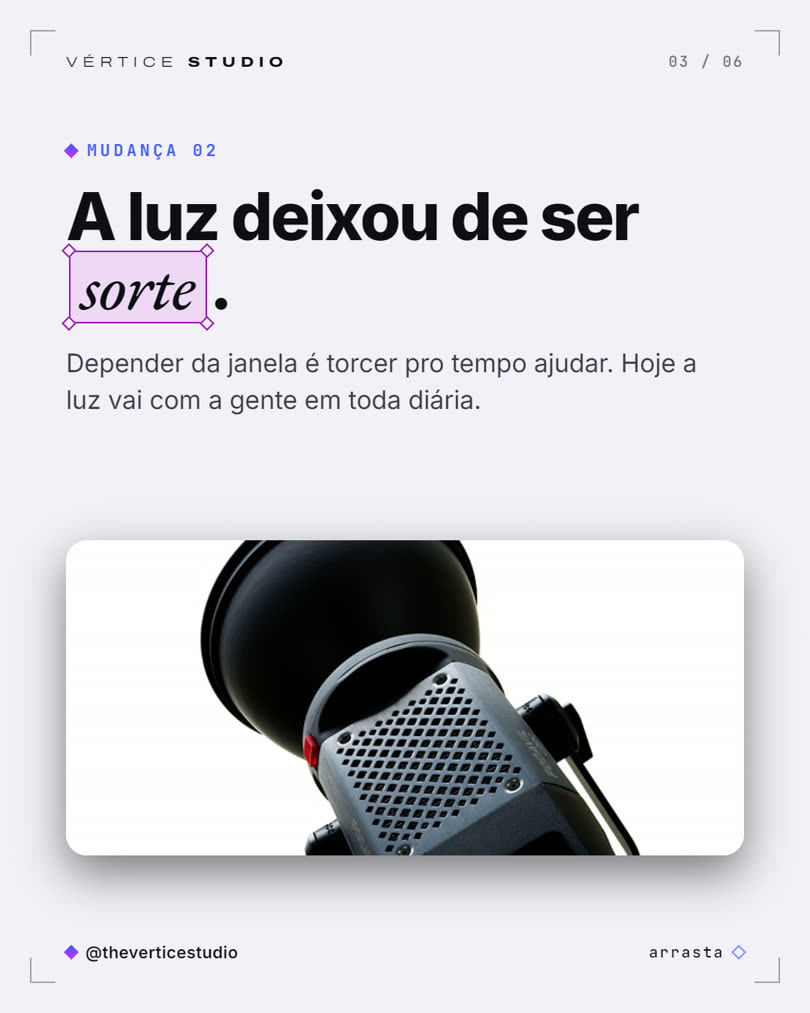 VÉRTICE STUDIO
03 / 06
MUDANÇA 02
A luz deixou de ser
sorte.
Depender da janela é torcer pro tempo ajudar. Hoje a
luz vai com a gente em toda diária.
@theverticestudio
arrasta